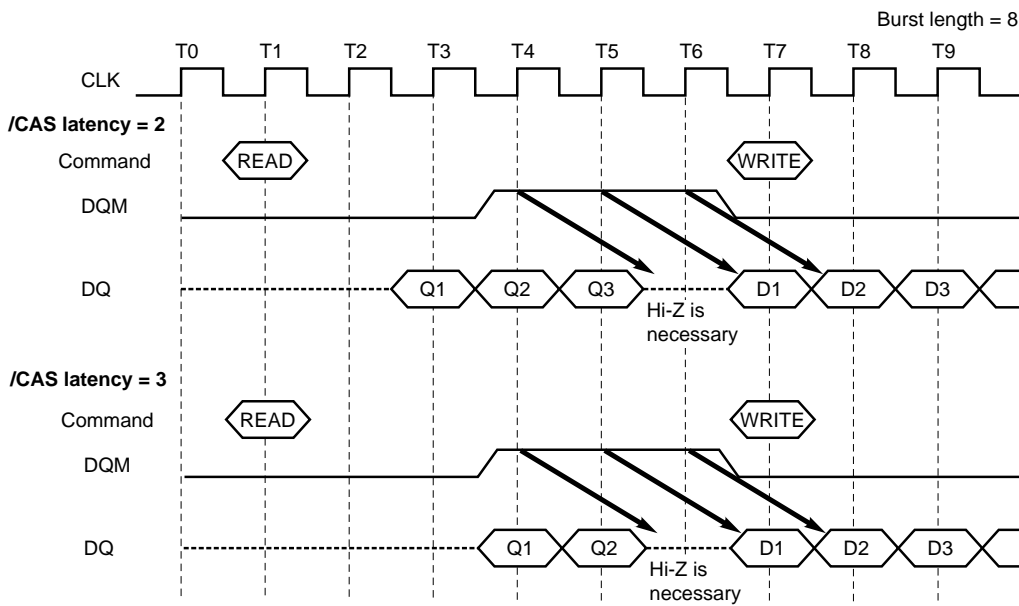 Burst length = 8
T0 T1 T2 T3 T4 T5 T6 T7 T8 T9
CLK
/CAS latency = 2
Command READ WRITE
DQM
DQ Q1 Q2 Q3 D1 D2 D3
Hi-Z is
necessary
/CAS latency = 3
Command READ WRITE
DQM
DQ Q1 Q2 D1 D2 D3
Hi-Z is
necessary